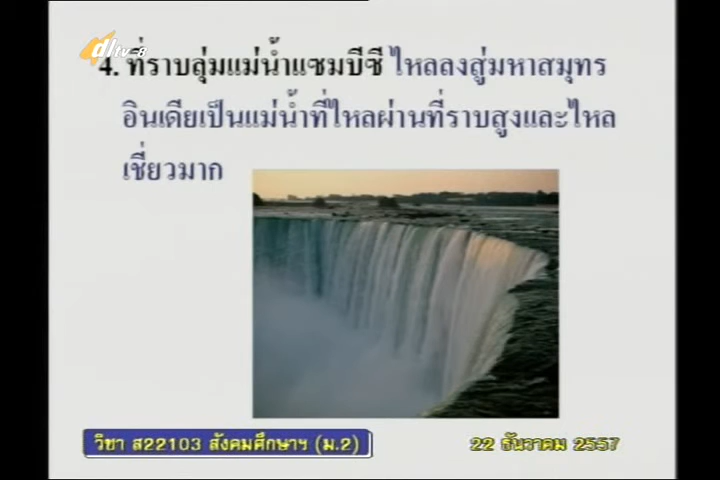 dltv-8
4. ที่ราบลุ่มแม่น้ำแซมบีซี ไหลลงสู่มหาสมุทร
อินเดียเป็นแม่น้ำที่ไหลผ่านที่ราบสูงและไหล
เชี่ยวมาก
วิชา ส22103 สังคมศึกษาฯ (ม.2)
22 ธันวาคม 2557